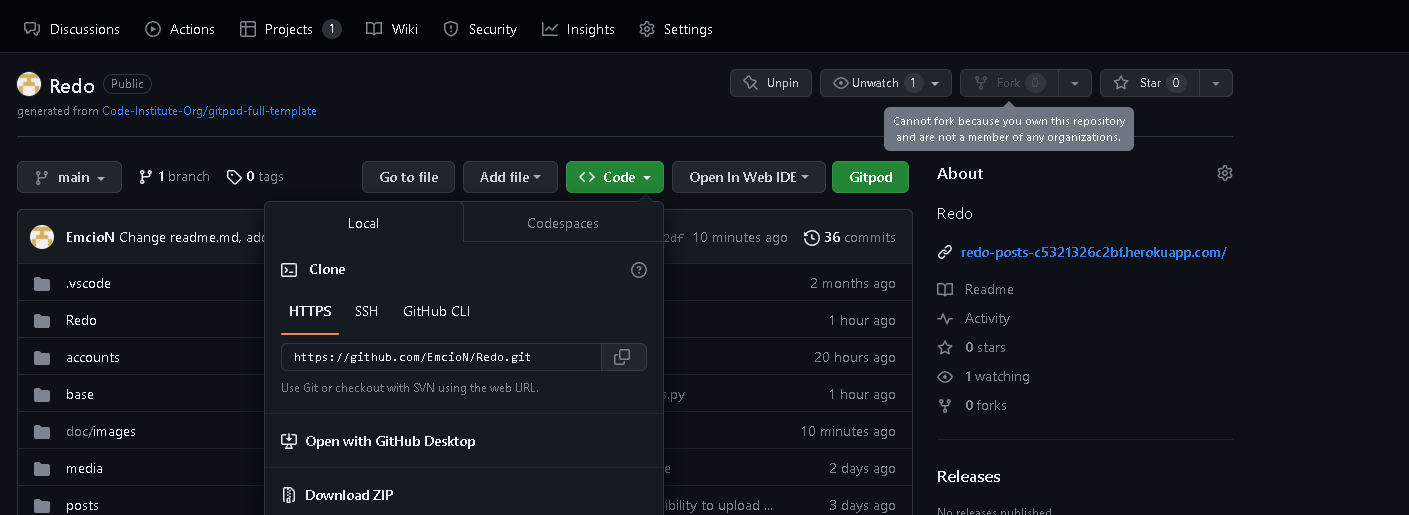 Discussions Actions Projects 1 Wiki Security Insights Settings
Redo Public
Unpin Unwatch 1 Fork 0 Star 0
generated from Code-Institute-Org/gitpod-full-template
Cannot fork because you own this repository
and are not a member of any organizations.
main 1 branch 0 tags Go to file Add file Code Open In Web IDE Gitpod
About
Redo
redo-posts-c5321326c2bf.herokuapp.com/
Readme
Activity
0 stars
1 watching
0 forks
Releases
No releases published
Local Codespaces
EmcioN Change readme.md, add 2df 10 minutes ago 36 commits
Clone
HTTPS SSH GitHub CLI
https://github.com/EmcioN/Redo.git
Use Git or checkout with SVN using the web URL.
Open with GitHub Desktop
Download ZIP
.vscode 2 months ago
Redo 1 hour ago
accounts 20 hours ago
base s.py 1 hour ago
doc/images 10 minutes ago
media e 2 days ago
posts ibility to upload ... 3 days ago